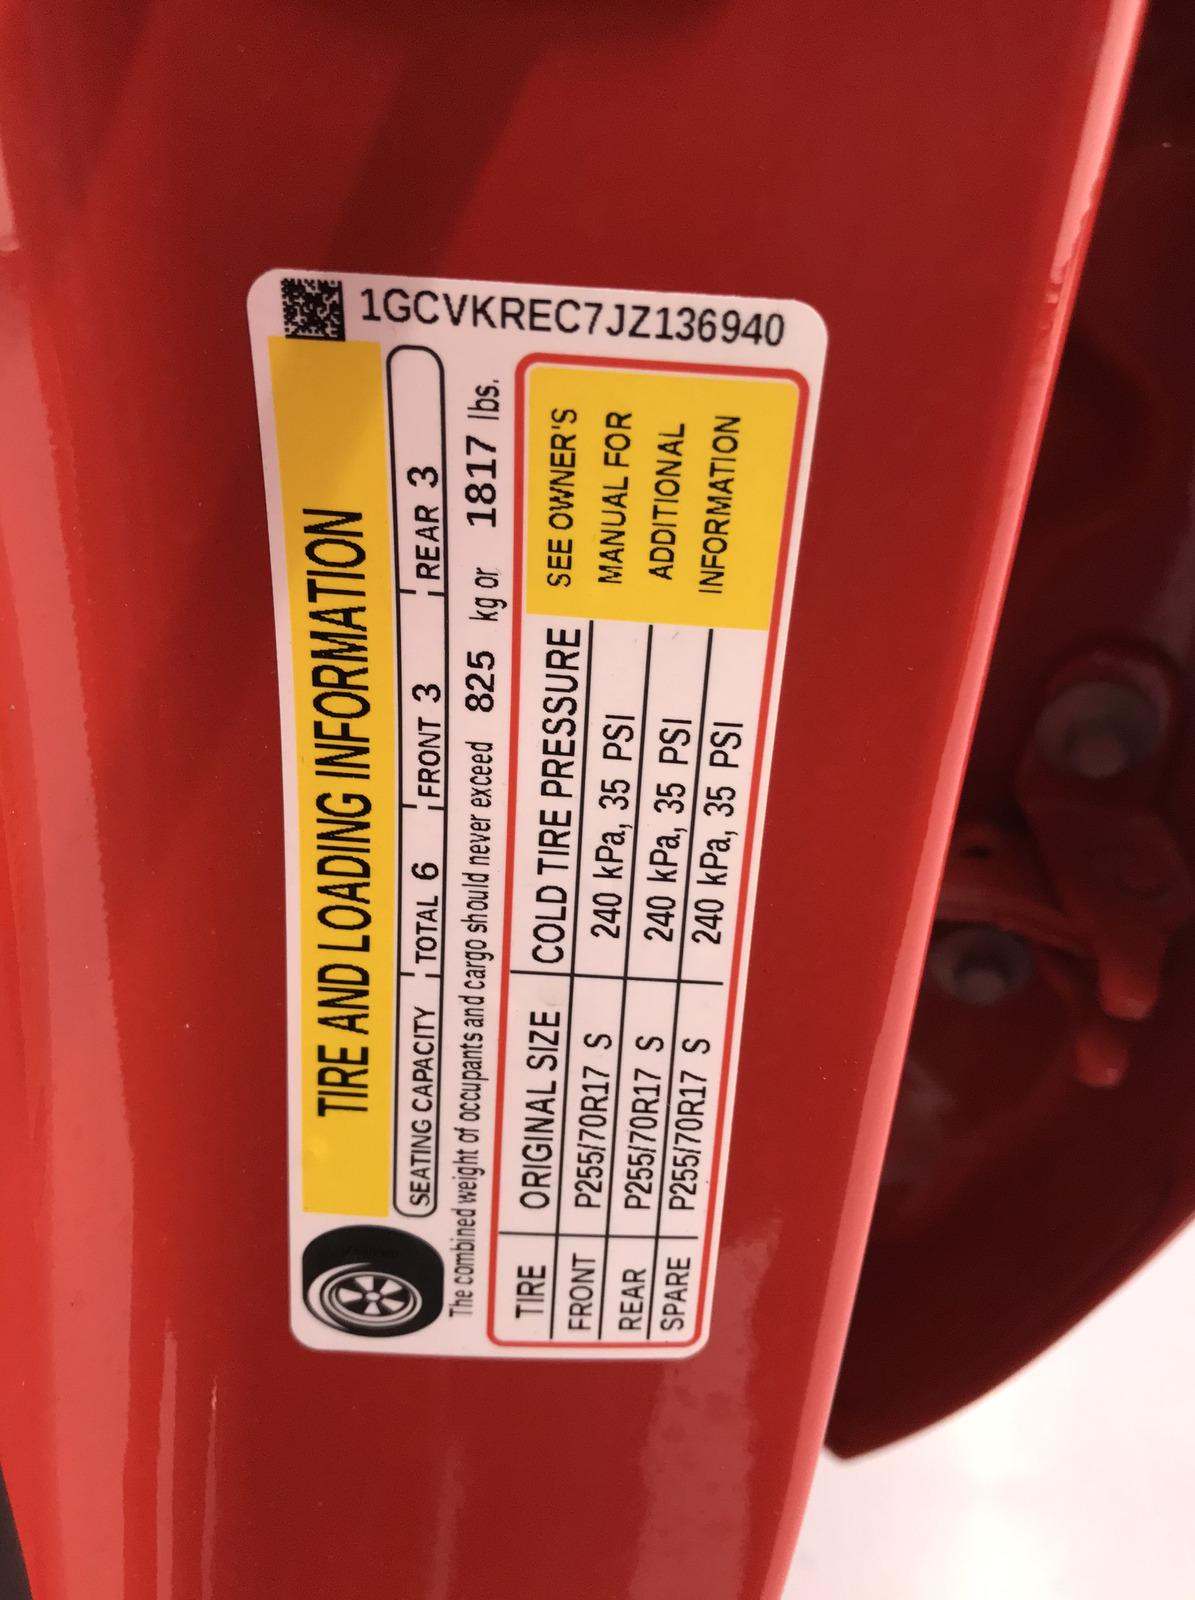 1GCVKREC7JZ136940
TIRE AND LOADING INFORMATION
SEATING CAPACITY TOTAL 6 FRONT 3 REAR 3
The combined weight of occupants and cargo should never exceed 825 kg or 1817 lbs.
TIRE ORIGINAL SIZE COLD TIRE PRESSURE
FRONT P255/70R17 S 240 kPa, 35 PSI
REAR P255/70R17 S 240 kPa, 35 PSI
SPARE P255/70R17 S 240 kPa, 35 PSI
SEE OWNER'S
MANUAL FOR
ADDITIONAL
INFORMATION